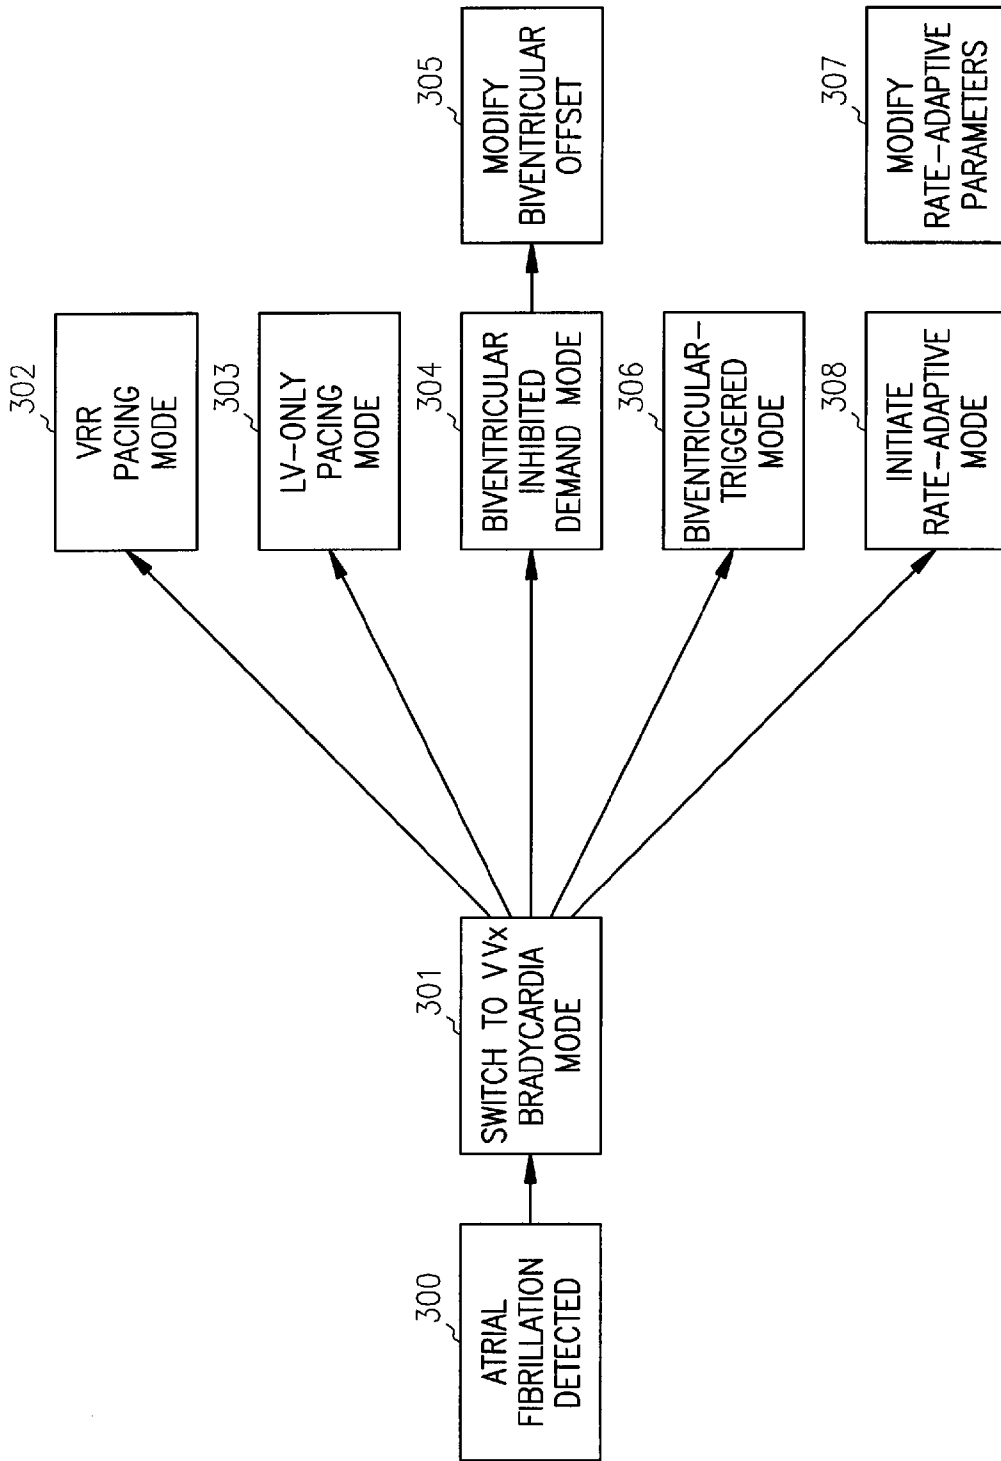 300
ATRIAL
FIBRILLATION
DETECTED
301
SWITCH TO VVx
BRADYCARDIA
MODE
302
VRR
PACING
MODE
303
LV-ONLY
PACING
MODE
304
BIVENTRICULAR
INHIBITED
DEMAND MODE
305
MODIFY
BIVENTRICULAR
OFFSET
306
BIVENTRICULAR-
TRIGGERED
MODE
308
INITIATE
RATE-ADAPTIVE
MODE
307
MODIFY
RATE-ADAPTIVE
PARAMETERS